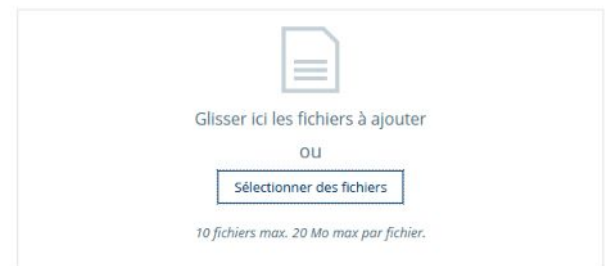 Glisser ici les fichiers à ajouter
ou
Sélectionner des fichiers
10 fichiers max. 20 Mo max par fichier.